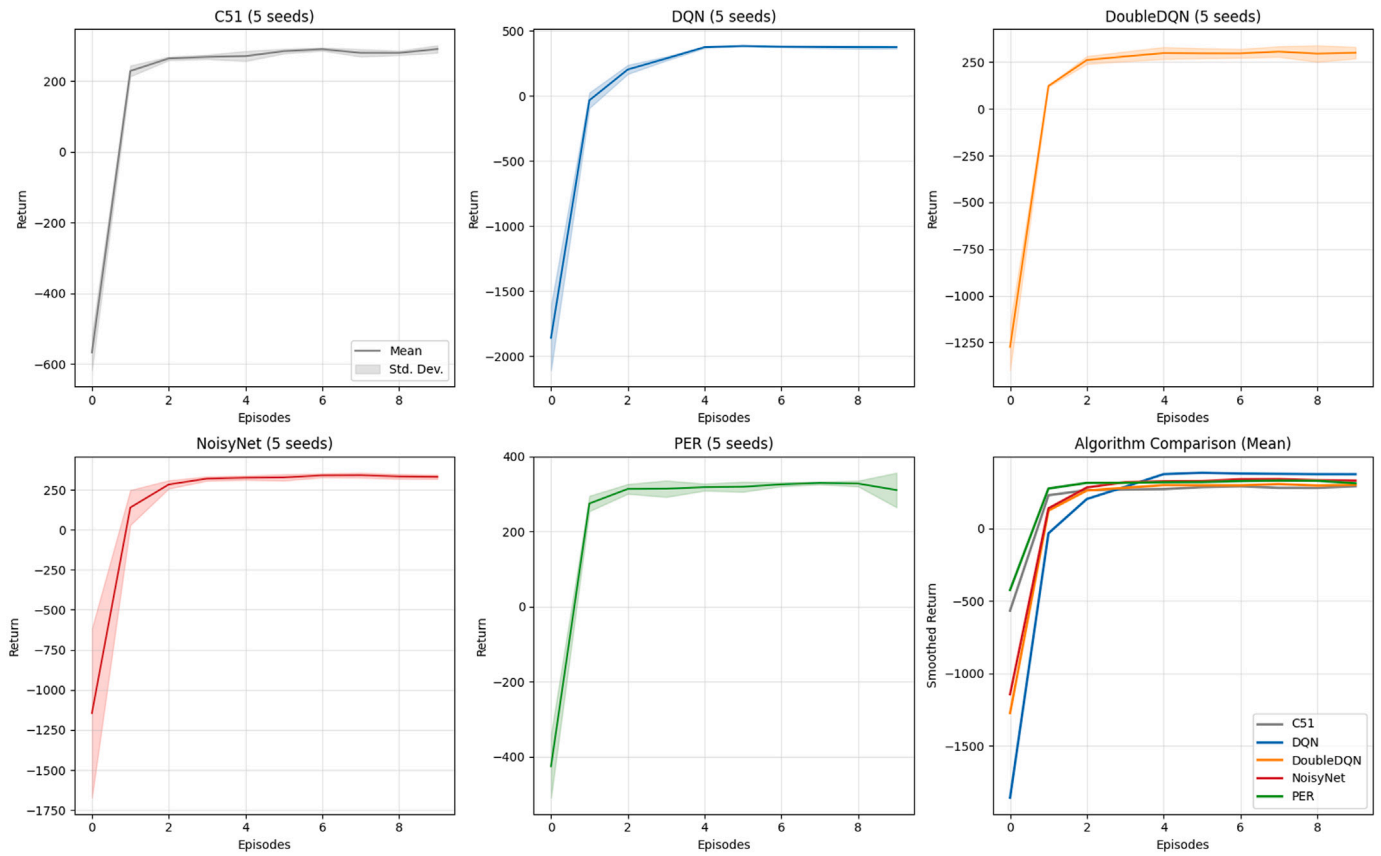 C51 (5 seeds)
Return
200
0
−200
−400
−600
0 2 4 6 8
Episodes
Mean
Std. Dev.
DQN (5 seeds)
Return
500
0
−500
−1000
−1500
−2000
0 2 4 6 8
Episodes
DoubleDQN (5 seeds)
Return
250
0
−250
−500
−750
−1000
−1250
0 2 4 6 8
Episodes
NoisyNet (5 seeds)
Return
250
0
−250
−500
−750
−1000
−1250
−1500
−1750
0 2 4 6 8
Episodes
PER (5 seeds)
Return
400
200
0
−200
−400
0 2 4 6 8
Episodes
Algorithm Comparison (Mean)
Smoothed Return
0
−500
−1000
−1500
0 2 4 6 8
Episodes
C51
DQN
DoubleDQN
NoisyNet
PER